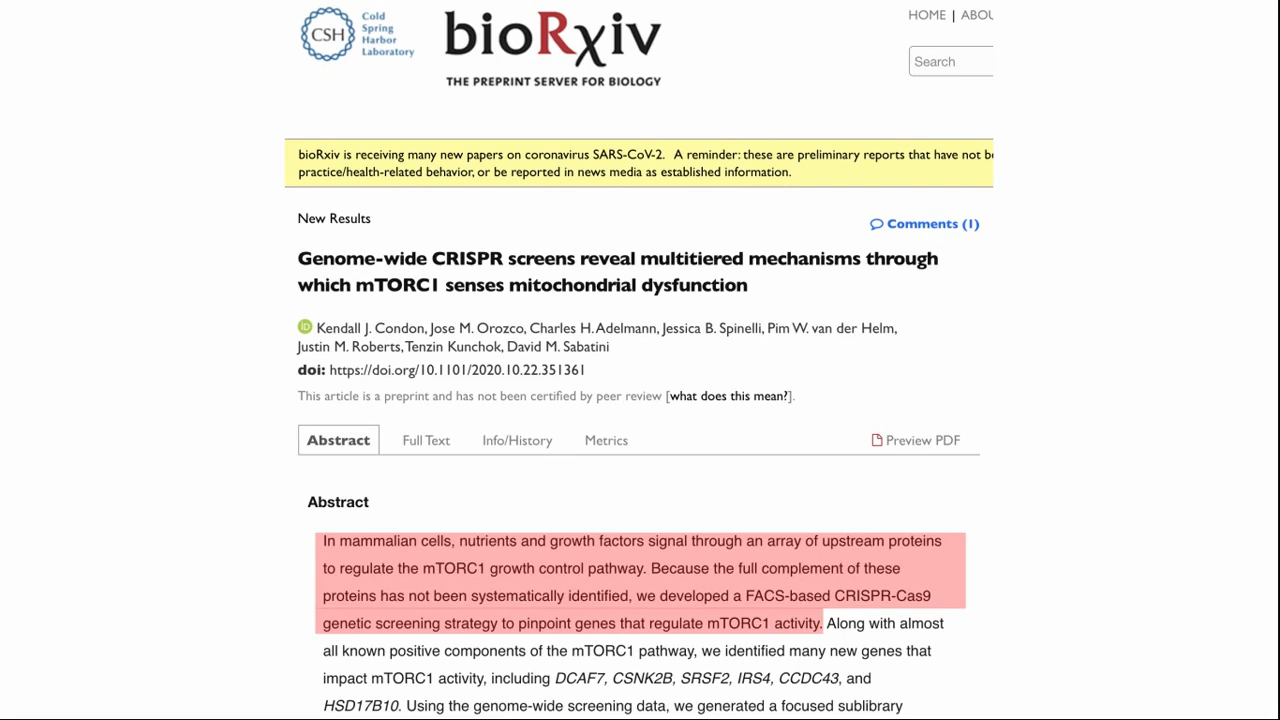 CSH
Cold
Spring
Harbor
Laboratory
bioRxiv
THE PREPRINT SERVER FOR BIOLOGY
HOME | ABOU
Search
bioRxiv is receiving many new papers on coronavirus SARS-CoV-2. A reminder: these are preliminary reports that have not be
practice/health-related behavior, or be reported in news media as established information.
New Results
Comments (1)
Genome-wide CRISPR screens reveal multitiered mechanisms through
which mTORC1 senses mitochondrial dysfunction
iD Kendall J. Condon, Jose M. Orozco, Charles H. Adelmann, Jessica B. Spinelli, Pim W. van der Helm,
Justin M. Roberts, Tenzin Kunchok, David M. Sabatini
doi: https://doi.org/10.1101/2020.10.22.351361
This article is a preprint and has not been certified by peer review [what does this mean?].
Abstract Full Text Info/History Metrics Preview PDF
Abstract
In mammalian cells, nutrients and growth factors signal through an array of upstream proteins
to regulate the mTORC1 growth control pathway. Because the full complement of these
proteins has not been systematically identified, we developed a FACS-based CRISPR-Cas9
genetic screening strategy to pinpoint genes that regulate mTORC1 activity. Along with almost
all known positive components of the mTORC1 pathway, we identified many new genes that
impact mTORC1 activity, including DCAF7, CSNK2B, SRSF2, IRS4, CCDC43, and
HSD17B10. Using the genome-wide screening data, we generated a focused sublibrary